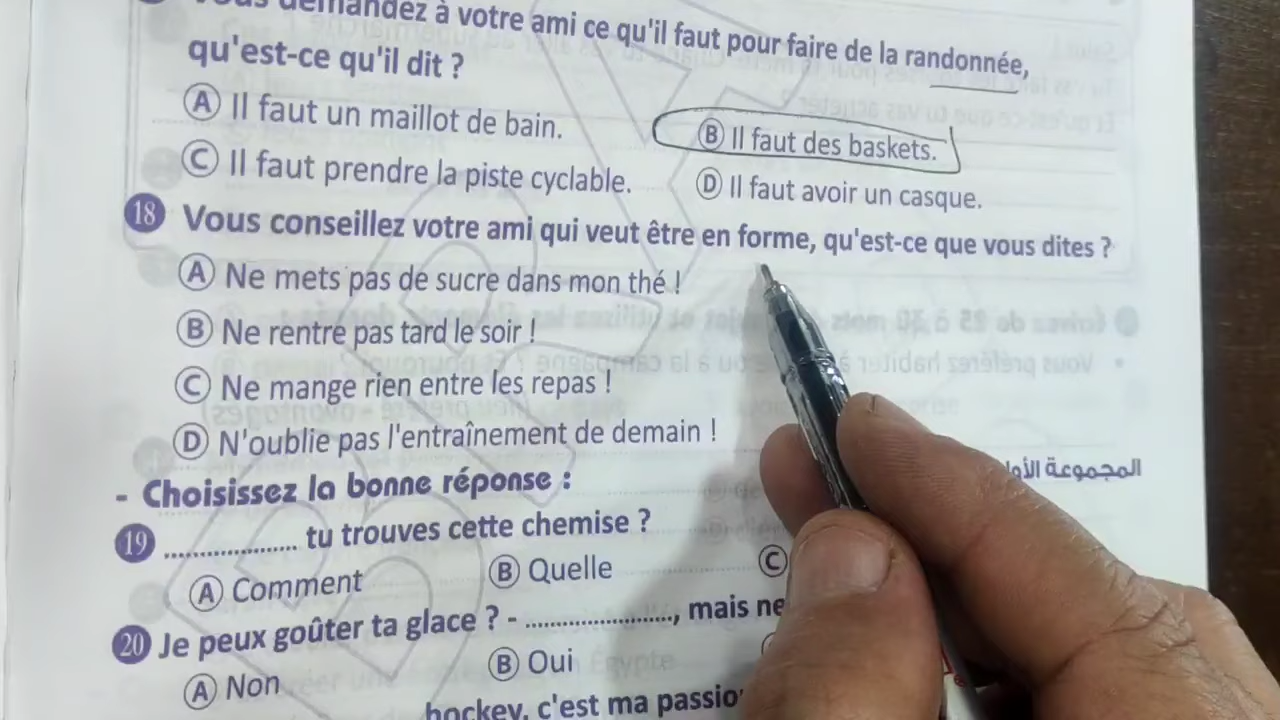 demandez à votre ami ce qu'il faut pour faire de la randonnée,
qu'est-ce qu'il dit ?
A Il faut un maillot de bain.
B Il faut des baskets.
C Il faut prendre la piste cyclable.
D Il faut avoir un casque.
18 Vous conseillez votre ami qui veut être en forme, qu'est-ce que vous dites ?
A Ne mets pas de sucre dans mon thé !
B Ne rentre pas tard le soir !
C Ne mange rien entre les repas !
D N'oublie pas l'entraînement de demain !
المجموعة
- Choisissez la bonne réponse :
19 .................... tu trouves cette chemise ?
A Comment
B Quelle
C
20 Je peux goûter ta glace ? - ......................, mais ne
A Non
B Oui
hockey, c'est ma passion